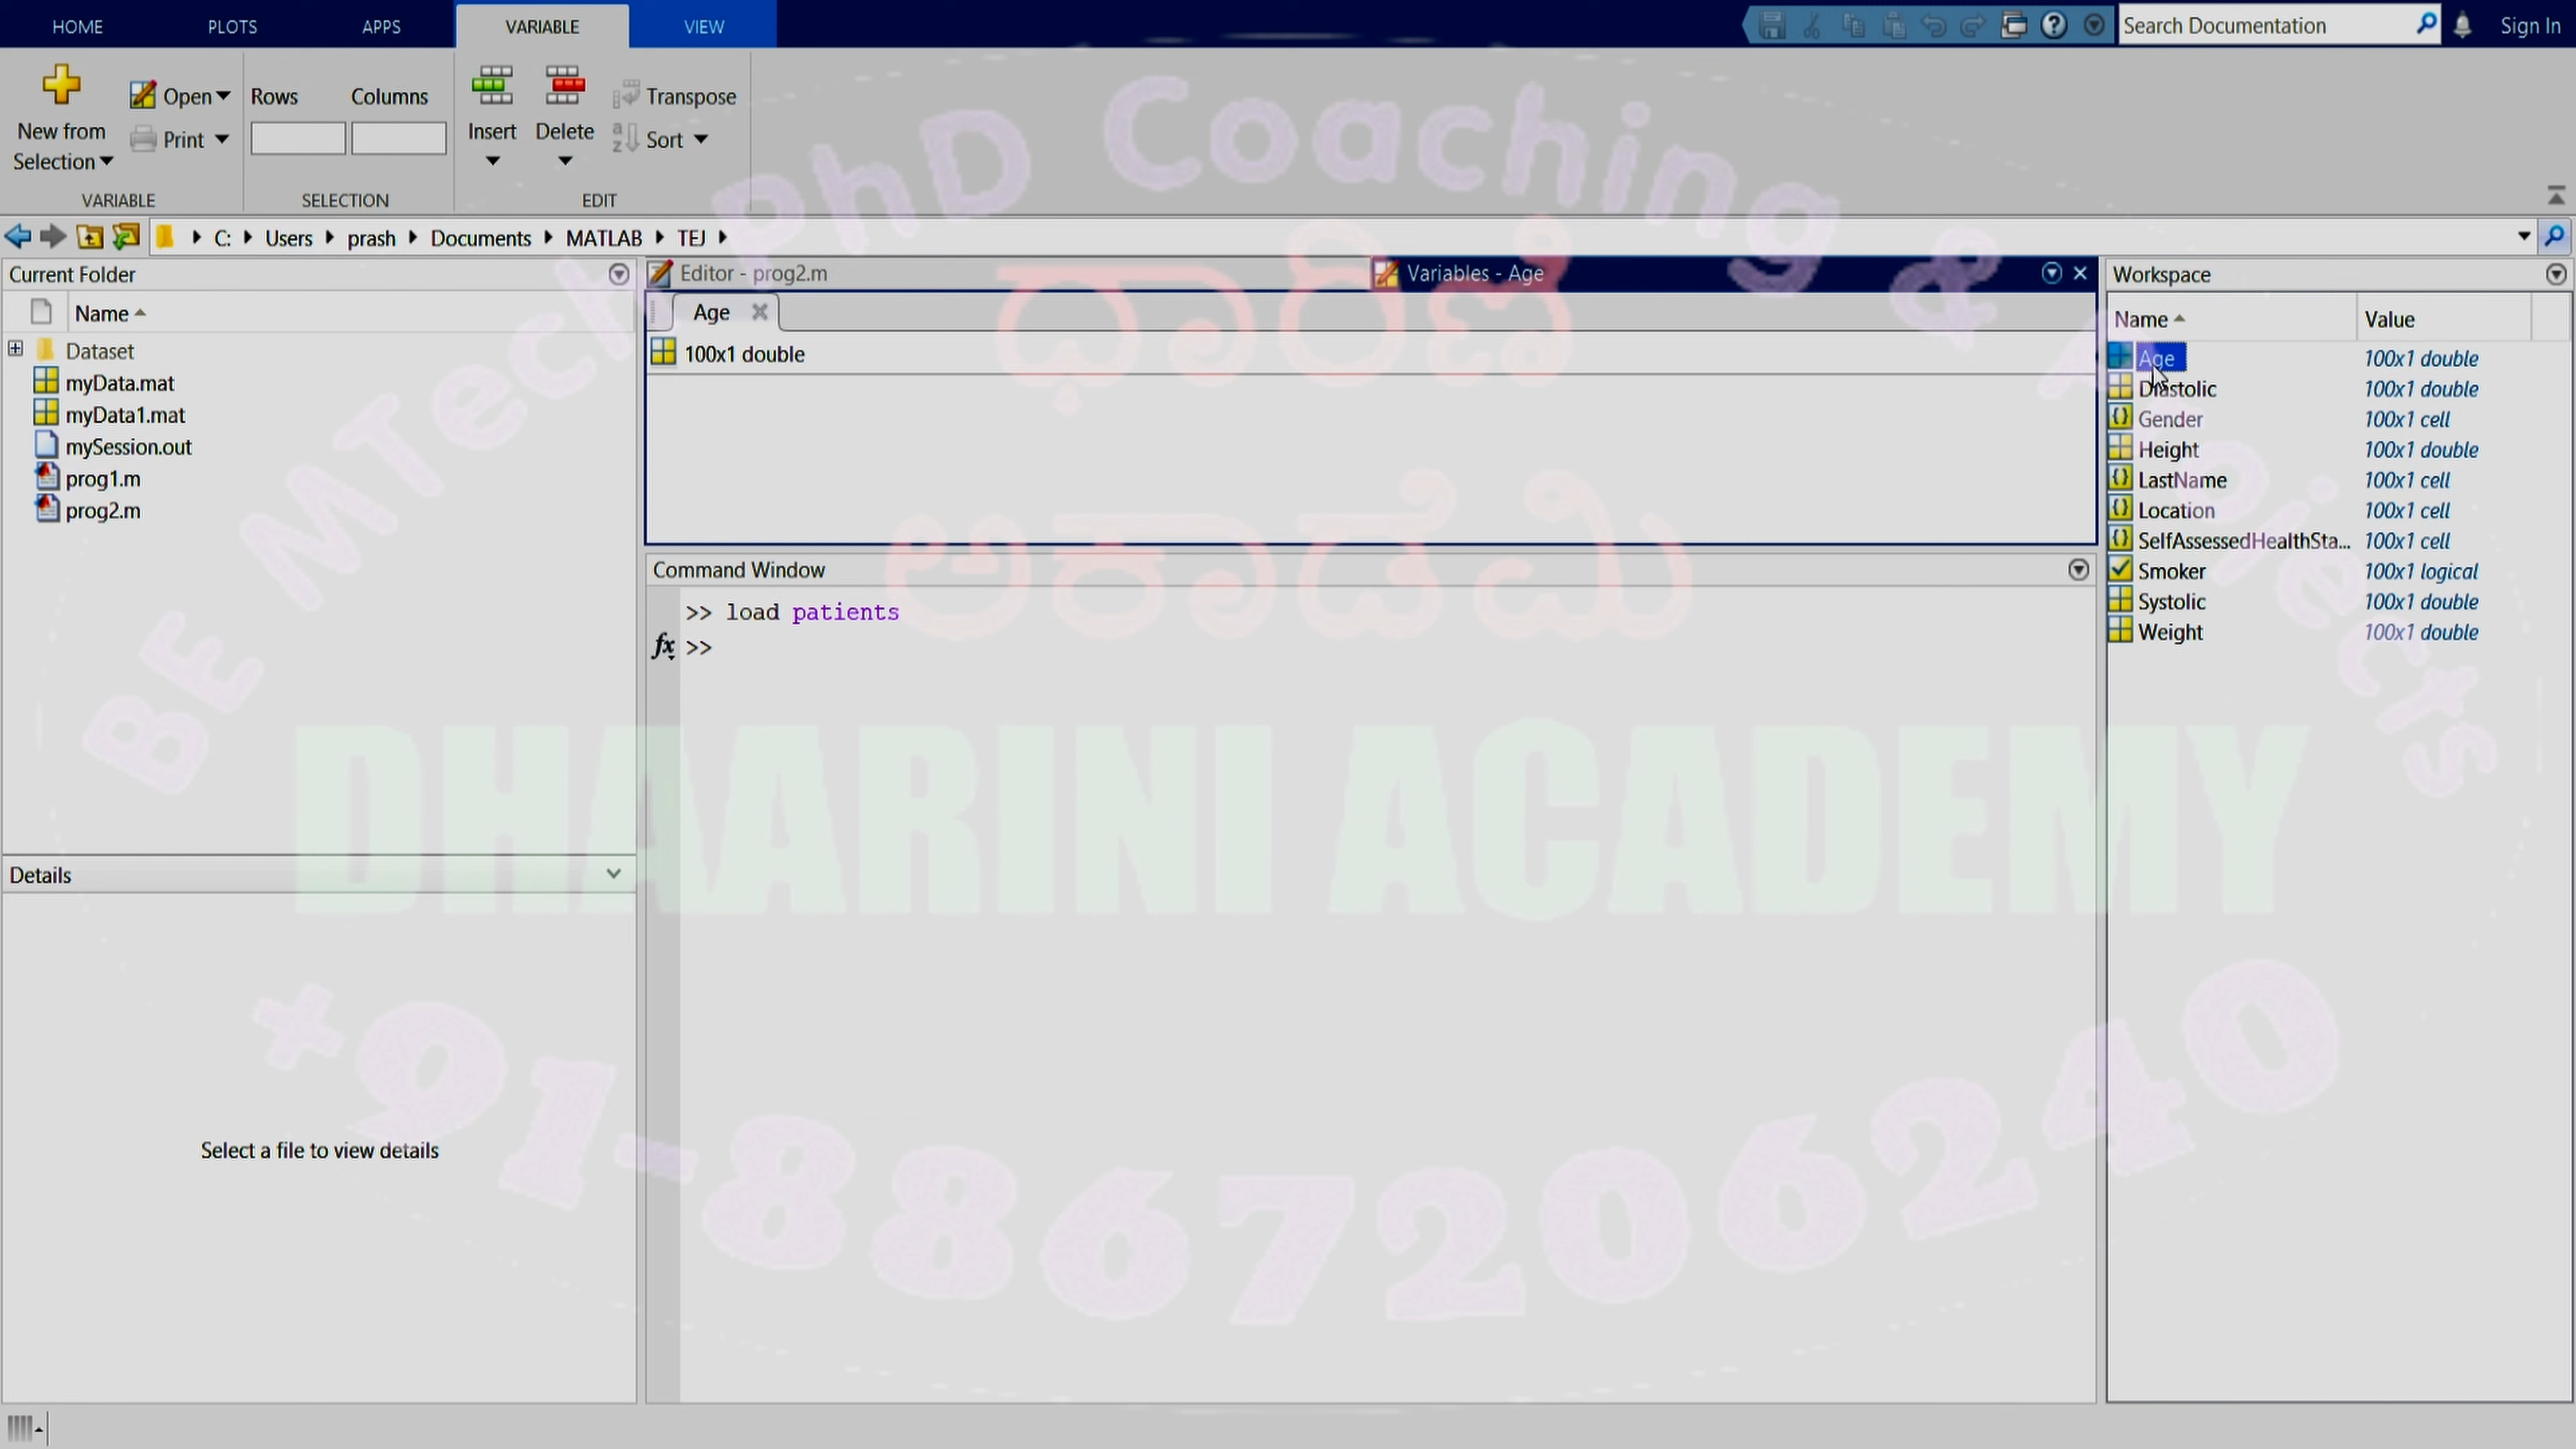 HOME PLOTS APPS VARIABLE VIEW Search Documentation Sign In
New from Selection Open Print Rows Columns Insert Delete Transpose Sort
VARIABLE SELECTION EDIT
C: Users prash Documents MATLAB TEJ
Current Folder
Name
Dataset
myData.mat
myData1.mat
mySession.out
prog1.m
prog2.m
Details
Select a file to view details
Editor - prog2.m Variables - Age
Age
100x1 double
Command Window
>> load patients
fx >>
Workspace
Name Value
Age 100x1 double
Diastolic 100x1 double
Gender 100x1 cell
Height 100x1 double
LastName 100x1 cell
Location 100x1 cell
SelfAssessedHealthSta... 100x1 cell
Smoker 100x1 logical
Systolic 100x1 double
Weight 100x1 double
ಧಾರಿಣಿ
ಅಕಾಡಮಿ
DHAARINI ACADEMY
+91-8867206240